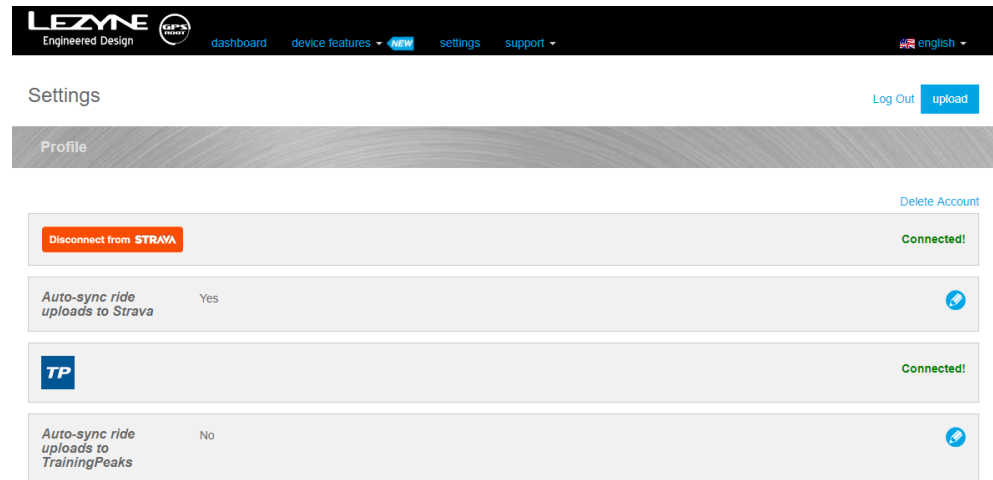 LEZYNE
Engineered Design
GPS
ROOT
dashboard device features NEW settings support english
Settings
Log Out upload
Profile
Delete Account
Disconnect from STRAVA Connected!
Auto-sync ride
uploads to Strava
Yes
TP Connected!
Auto-sync ride
uploads to
TrainingPeaks
No